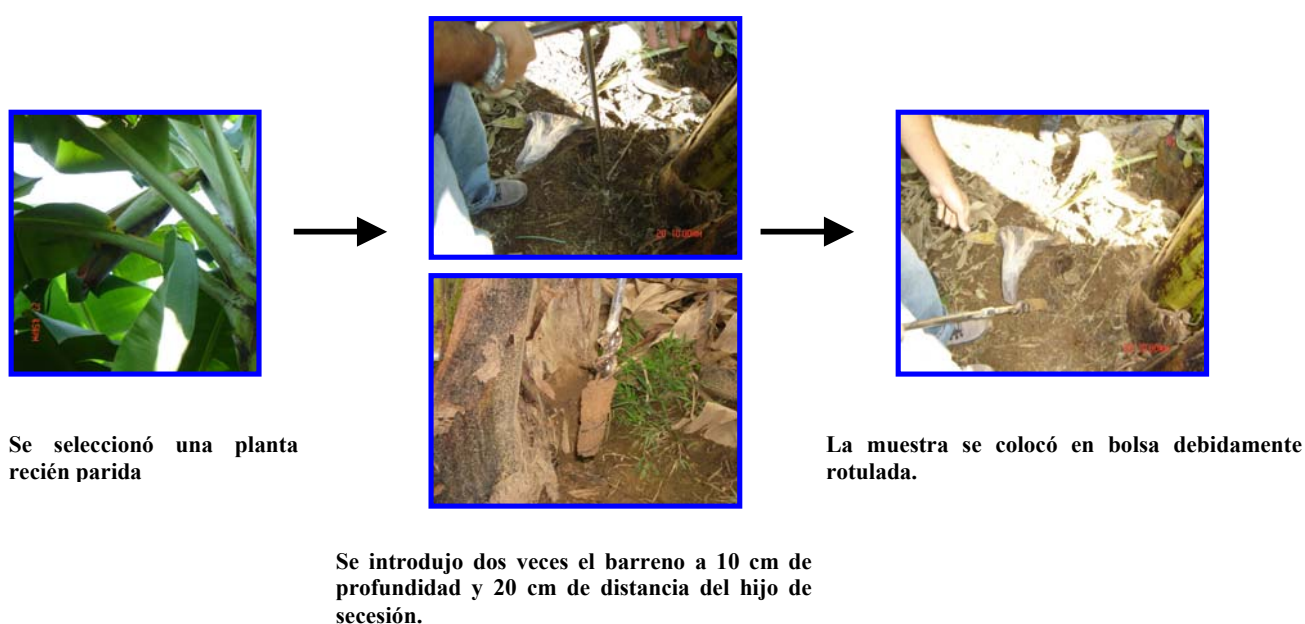 Se seleccionó una planta
recién parida
La muestra se colocó en bolsa debidamente
rotulada.
Se introdujo dos veces el barreno a 10 cm de
profundidad y 20 cm de distancia del hijo de
secesión.